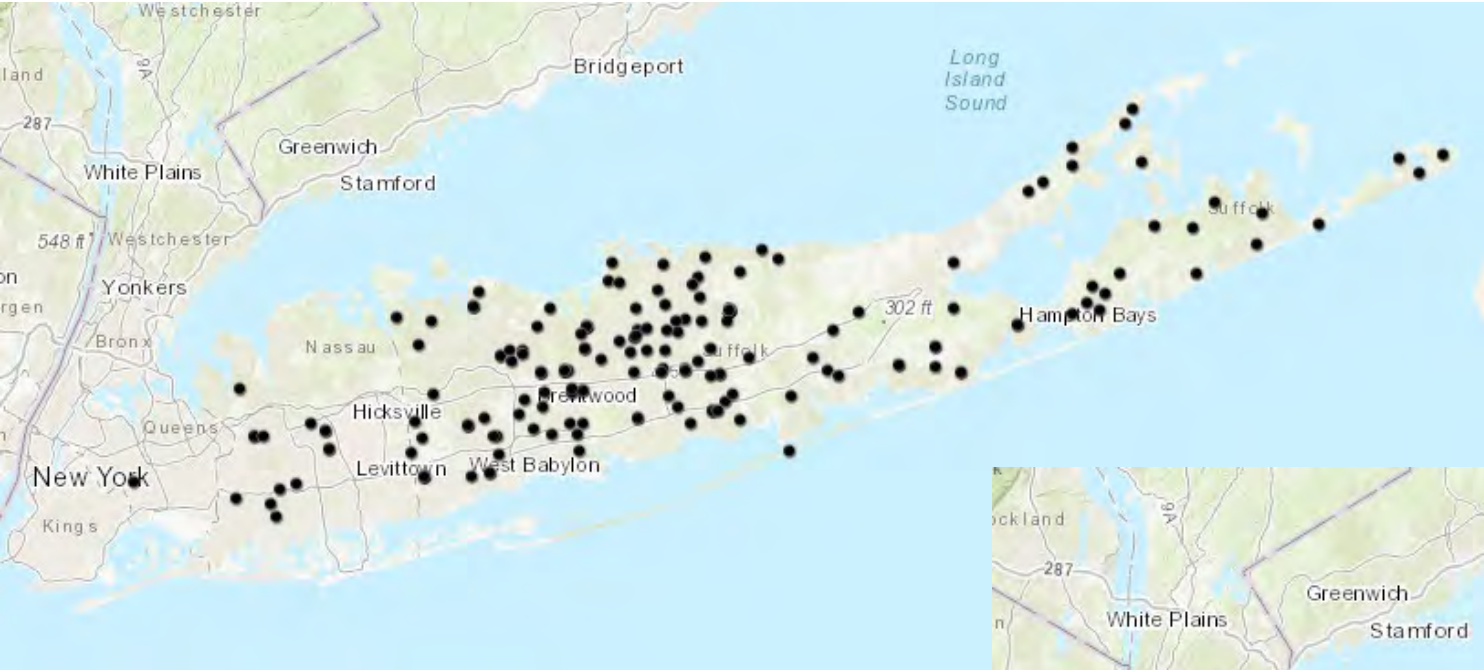 Westchester
land
9A
Bridgeport
Long
Island
Sound
287
Greenwich
White Plains
Stamford
548 ft
Westchester
Suffolk
on
Yonkers
rgen
302 ft
Hampton Bays
Bronx
Nassau
Suffolk
Brentwood
Hicksville
Queens
n
Levittown
West Babylon
New York
Kings
K
9A
ockland
287
Greenwich
n
White Plains
Stamford